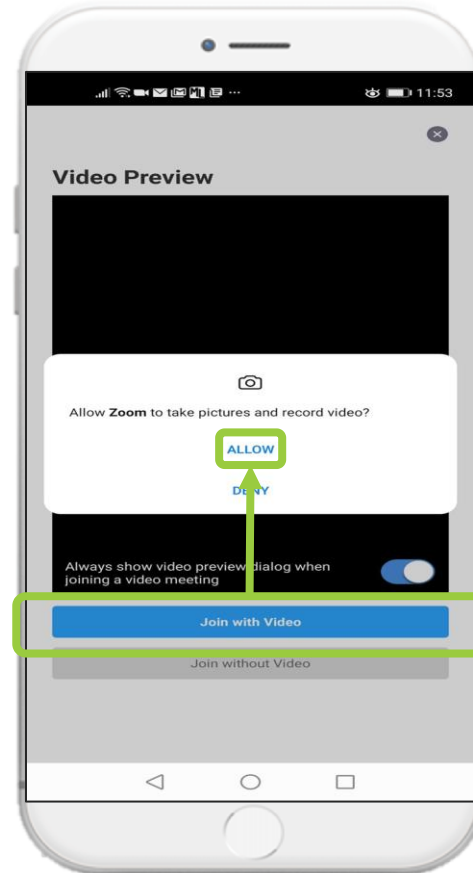 11:53
Video Preview
Allow Zoom to take pictures and record video?
ALLOW
DENY
Always show video preview dialog when
joining a video meeting
Join with Video
Join without Video